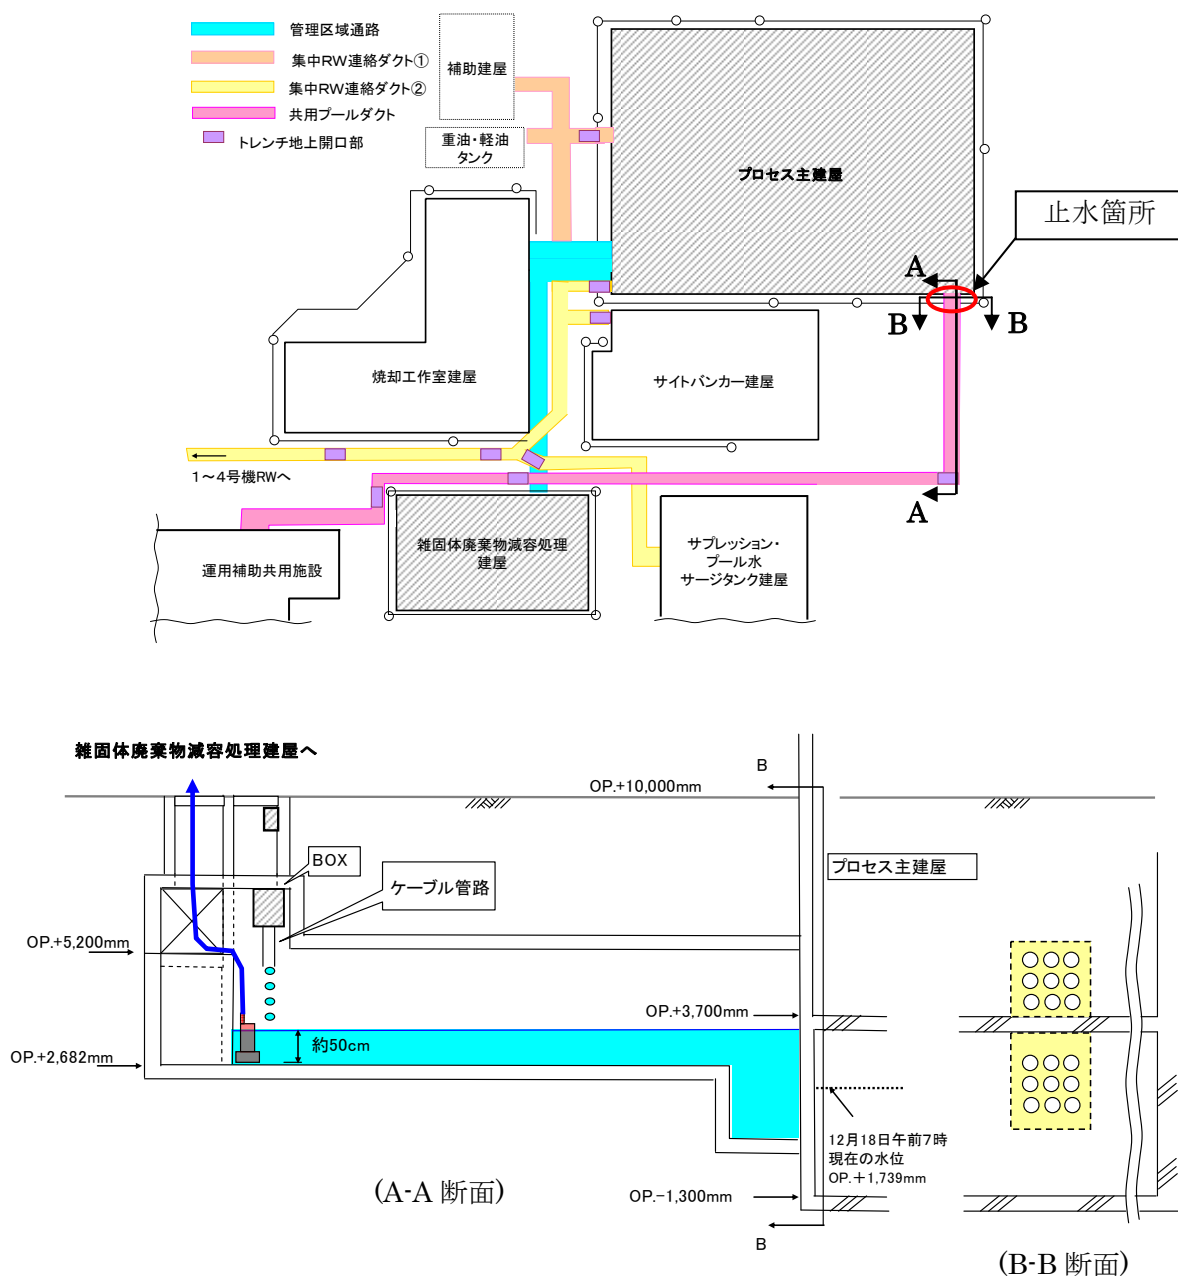 管理区域通路
集中RW連絡ダクト①
集中RW連絡ダクト②
共用プールダクト
トレンチ地上開口部
補助建屋
重油・軽油
タンク
プロセス主建屋
止水箇所
A
B
B
焼却工作室建屋
サイトバンカー建屋
1～4号機RWへ
A
雑固体廃棄物減容処理
建屋
運用補助共用施設
サプレッション・
プール水
サージタンク建屋
雑固体廃棄物減容処理建屋へ
B
OP.+10,000mm
BOX
ケーブル管路
プロセス主建屋
OP.+5,200mm
OP.+3,700mm
約50cm
OP.+2,682mm
12月18日午前7時
現在の水位
OP.＋1,739mm
(A-A 断面)
OP.-1,300mm
B
(B-B 断面)